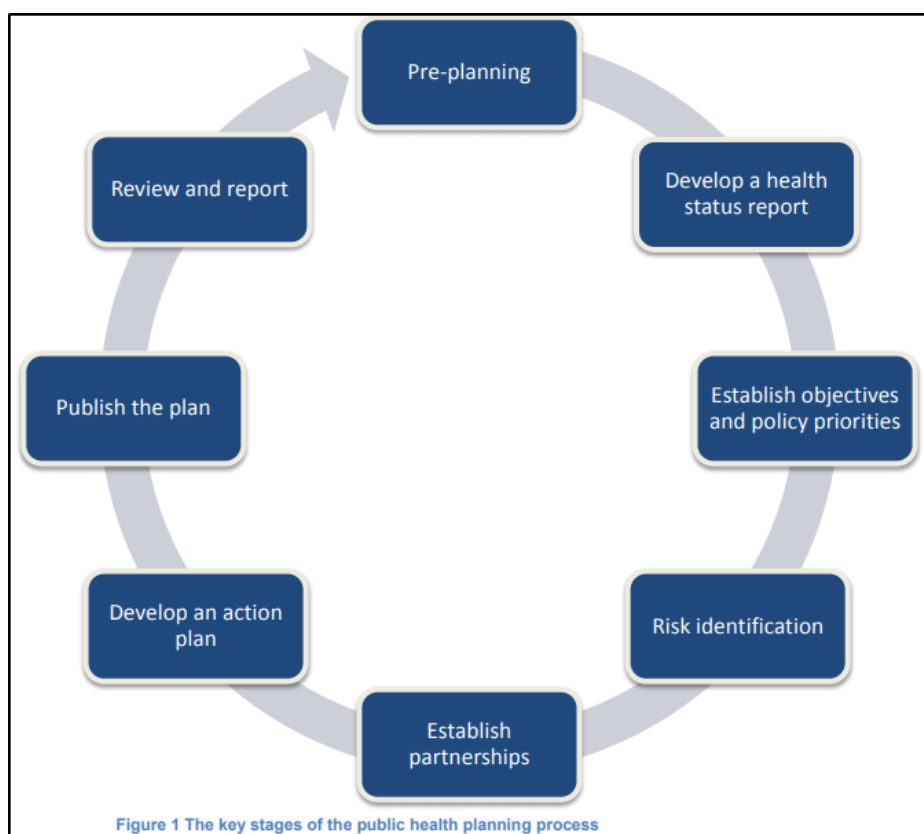 Pre-planning
Develop a health
status report
Establish objectives
and policy priorities
Risk identification
Establish
partnerships
Develop an action
plan
Publish the plan
Review and report
Figure 1 The key stages of the public health planning process